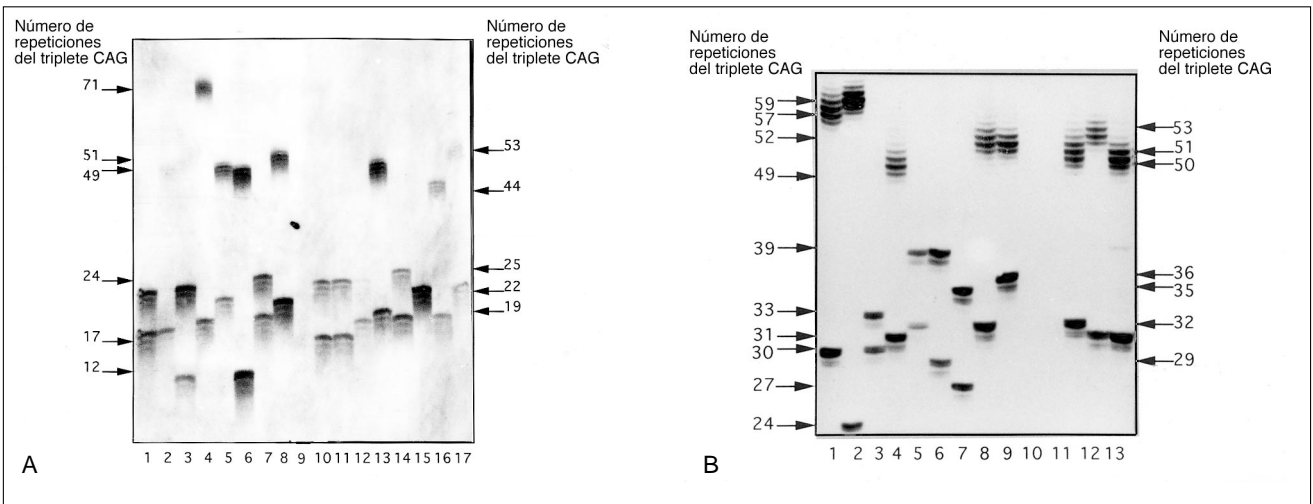 Número de
repeticiones
del triplete CAG
71
51
49
24
17
12
Número de
repeticiones
del triplete CAG
53
44
25
22
19
1 2 3 4 5 6 7 8 9 10 11 12 13 14 15 16 17
A
Número de
repeticiones
del triplete CAG
59
57
52
49
39
33
31
30
27
24
Número de
repeticiones
del triplete CAG
53
51
50
36
35
32
29
1 2 3 4 5 6 7 8 9 10 11 12 13
B